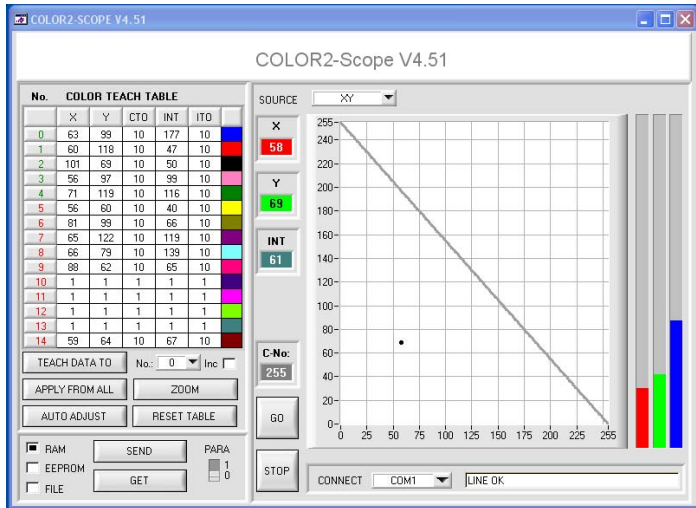 COLOR2-SCOPE V4.51
COLOR2-Scope V4.51
No. COLOR TEACH TABLE
X Y CTO INT ITO
0 63 99 10 177 10
1 60 118 10 47 10
2 101 69 10 50 10
3 56 97 10 99 10
4 71 119 10 116 10
5 56 60 10 40 10
6 81 99 10 66 10
7 65 122 10 119 10
8 66 79 10 139 10
9 88 62 10 65 10
10 1 1 1 1 1
11 1 1 1 1 1
12 1 1 1 1 1
13 1 1 1 1 1
14 59 64 10 67 10
TEACH DATA TO No.: 0 Inc
APPLY FROM ALL ZOOM
AUTO ADJUST RESET TABLE
RAM SEND PARA
EEPROM 1
FILE GET 0
SOURCE XY
X
58
Y
69
INT
61
C-No:
255
GO
STOP
255
240
220
200
180
160
140
120
100
80
60
40
20
0
0 25 50 75 100 125 150 175 200 225 255
CONNECT COM1 LINE OK